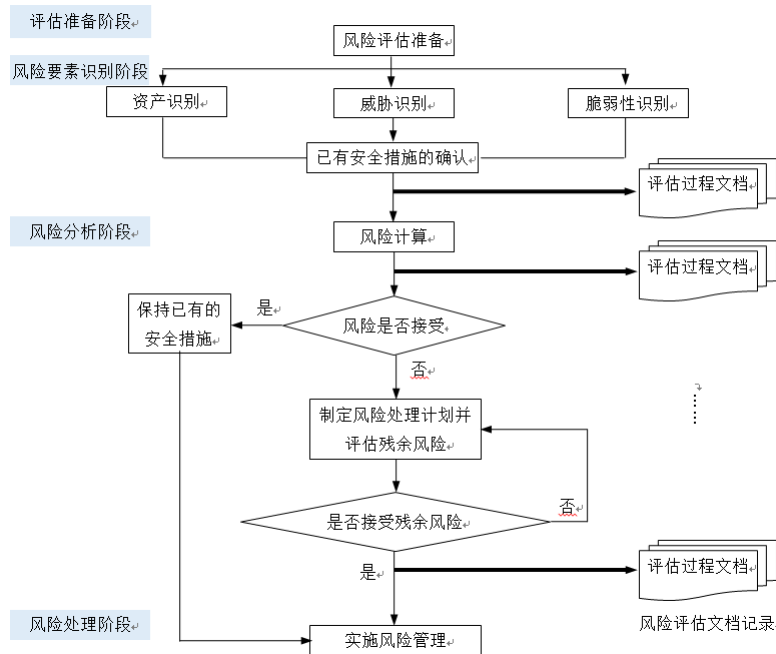 评估准备阶段
风险评估准备
风险要素识别阶段
资产识别
威胁识别
脆弱性识别
已有安全措施的确认
评估过程文档
风险分析阶段
风险计算
评估过程文档
保持已有的
安全措施
是
风险是否接受
否
制定风险处理计划并
评估残余风险
否
是否接受残余风险
是
评估过程文档
风险处理阶段
实施风险管理
风险评估文档记录